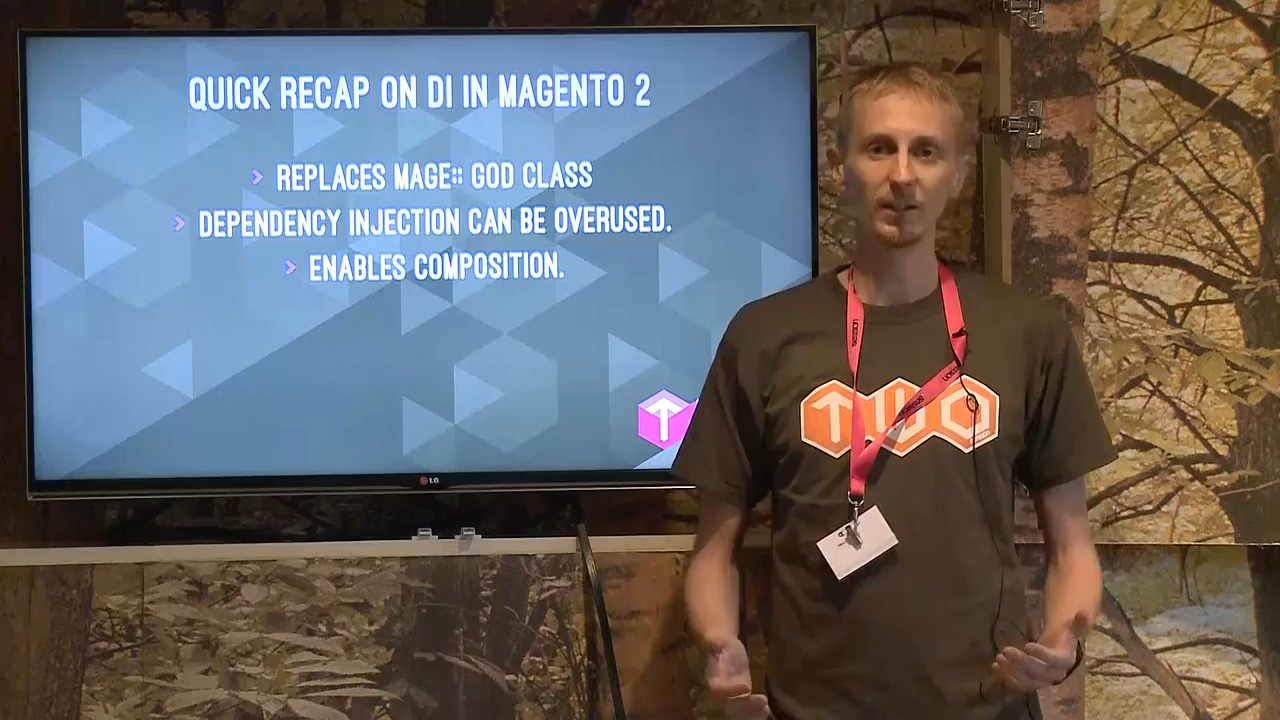 QUICK RECAP ON DI IN MAGENTO 2
REPLACES MAGE:: GOD CLASS
DEPENDENCY INJECTION CAN BE OVERUSED.
ENABLES COMPOSITION.
LG
TWO